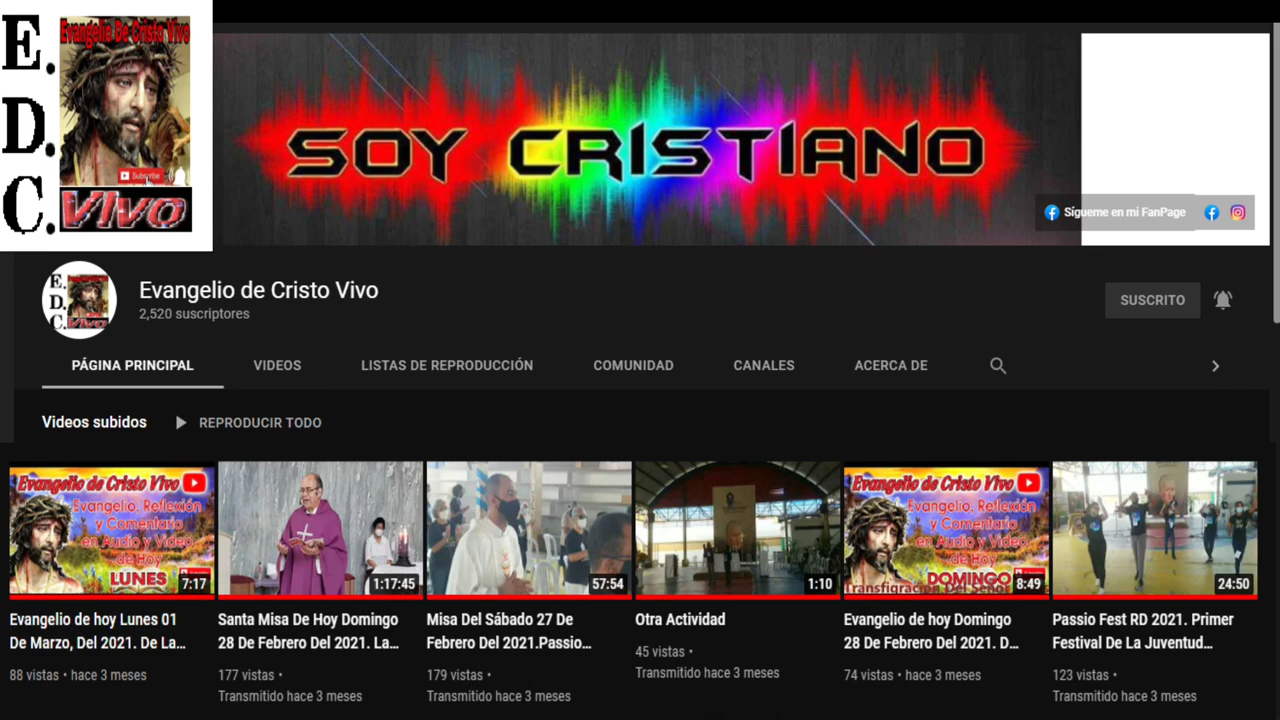 E.
D.
C.
Evangelio De Cristo Vivo
Subscribe
Vivo
SOY CRISTIANO
Sígueme en mi FanPage
E.
D.
C.
Vivo
Evangelio de Cristo Vivo
2,520 suscriptores
SUSCRITO
PÁGINA PRINCIPAL
VIDEOS
LISTAS DE REPRODUCCIÓN
COMUNIDAD
CANALES
ACERCA DE
Videos subidos
REPRODUCIR TODO
Evangelio de Cristo Vivo
Evangelio, Reflexión
y Comentario
en Audio y Video
de Hoy
LUNES
7:17
Evangelio de hoy Lunes 01
De Marzo, Del 2021. De La...
88 vistas • hace 3 meses
1:17:45
Santa Misa De Hoy Domingo
28 De Febrero Del 2021. La...
177 vistas •
Transmitido hace 3 meses
57:54
Misa Del Sábado 27 De
Febrero Del 2021.Passio...
179 vistas •
Transmitido hace 3 meses
1:10
Otra Actividad
45 vistas •
Transmitido hace 3 meses
Evangelio de Cristo Vivo
Evangelio, Reflexión
y Comentario
en Audio y Video
de Hoy
DOMINGO
Transfigración Del Señor
8:49
Evangelio de hoy Domingo
28 De Febrero Del 2021. D...
74 vistas • hace 3 meses
24:50
Passio Fest RD 2021. Primer
Festival De La Juventud...
123 vistas •
Transmitido hace 3 meses